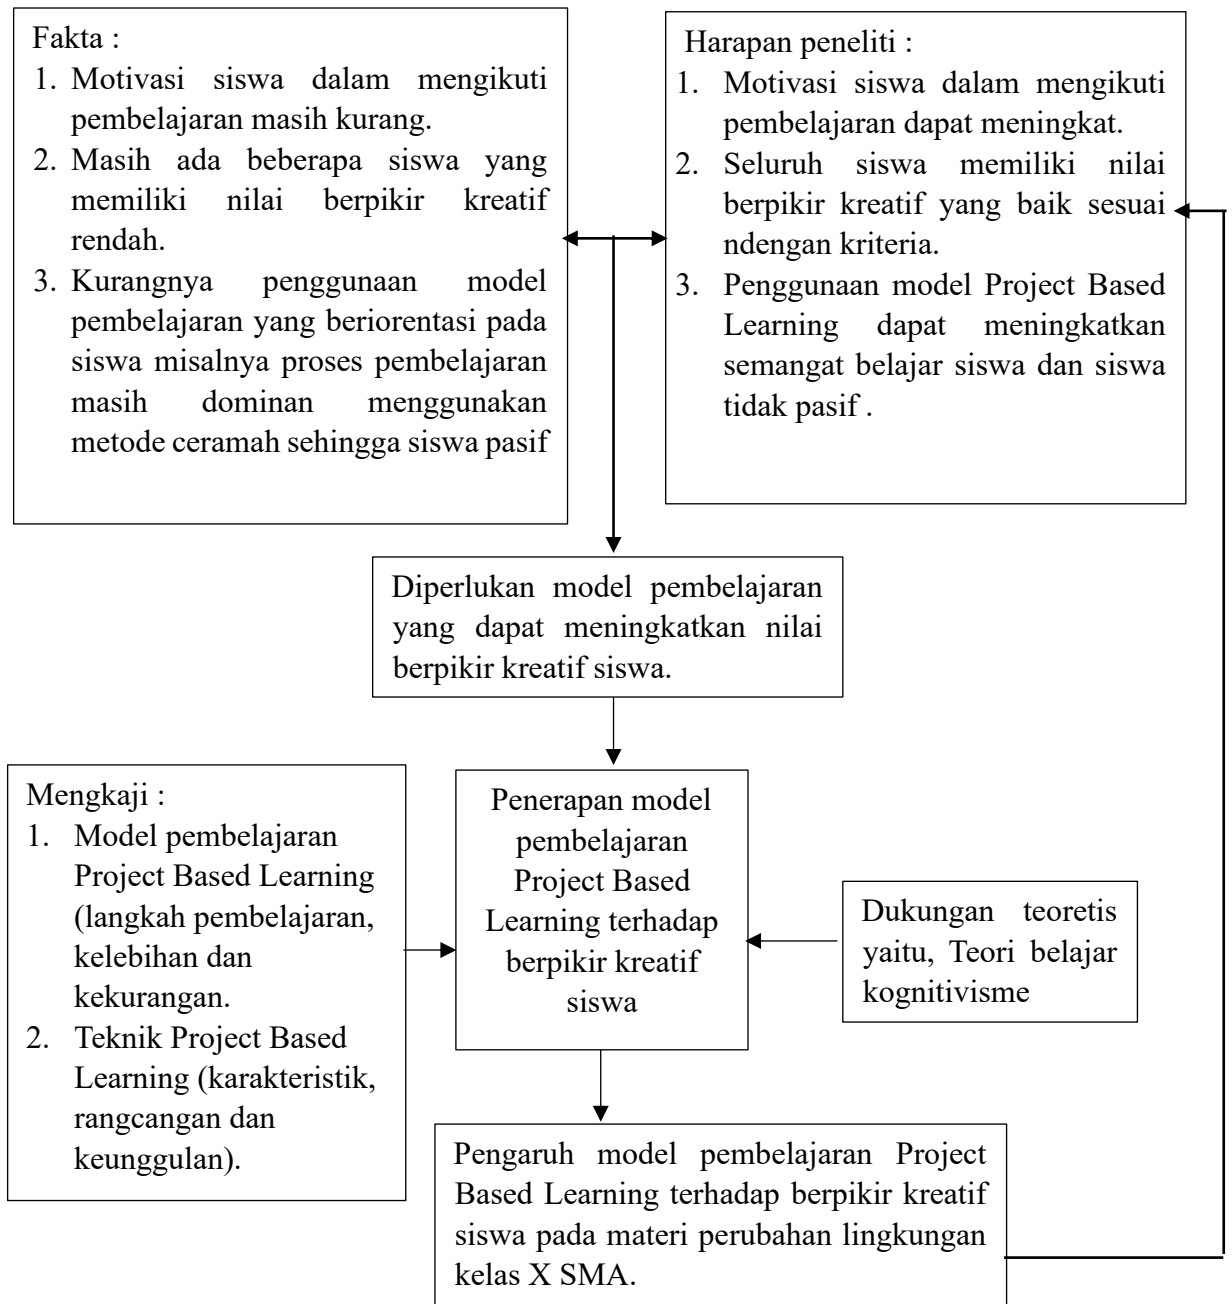 Fakta :
1. Motivasi siswa dalam mengikuti
pembelajaran masih kurang.
2. Masih ada beberapa siswa yang
memiliki nilai berpikir kreatif
rendah.
3. Kurangnya penggunaan model
pembelajaran yang beriorentasi pada
siswa misalnya proses pembelajaran
masih dominan menggunakan
metode ceramah sehingga siswa pasif
Harapan peneliti :
1. Motivasi siswa dalam mengikuti
pembelajaran dapat meningkat.
2. Seluruh siswa memiliki nilai
berpikir kreatif yang baik sesuai
ndengan kriteria.
3. Penggunaan model Project Based
Learning dapat meningkatkan
semangat belajar siswa dan siswa
tidak pasif .
Diperlukan model pembelajaran
yang dapat meningkatkan nilai
berpikir kreatif siswa.
Mengkaji :
1. Model pembelajaran
Project Based Learning
(langkah pembelajaran,
kelebihan dan
kekurangan.
2. Teknik Project Based
Learning (karakteristik,
rangcangan dan
keunggulan).
Penerapan model
pembelajaran
Project Based
Learning terhadap
berpikir kreatif
siswa
Dukungan teoretis
yaitu, Teori belajar
kognitivisme
Pengaruh model pembelajaran Project
Based Learning terhadap berpikir kreatif
siswa pada materi perubahan lingkungan
kelas X SMA.